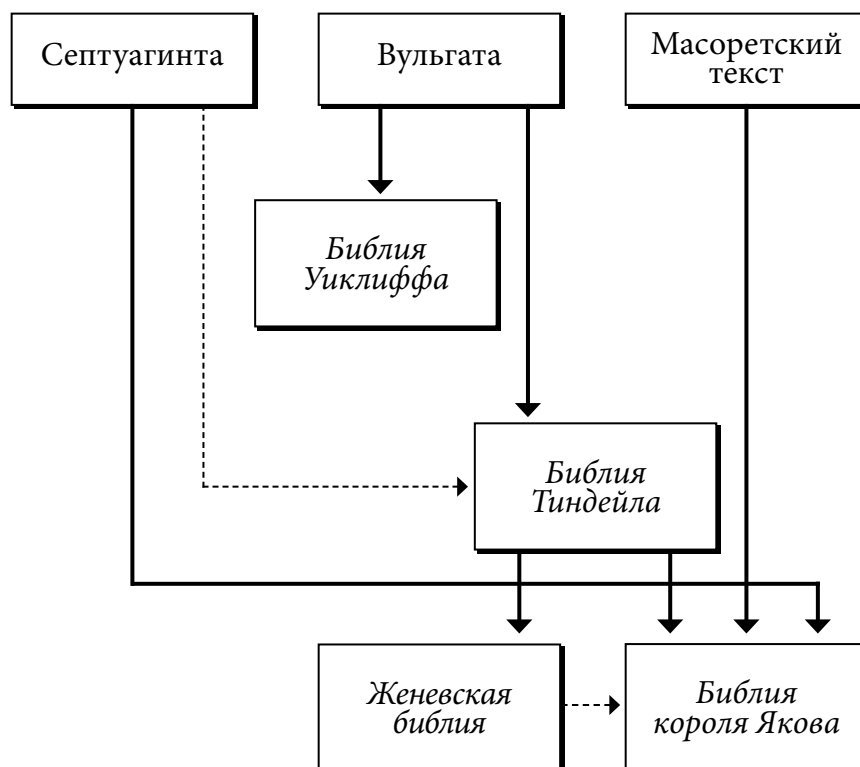 Септуагинта
Вульгата
Масоретский
текст
Библия
Уиклиффа
Библия
Тиндейла
Женевская
библия
Библия
короля Якова